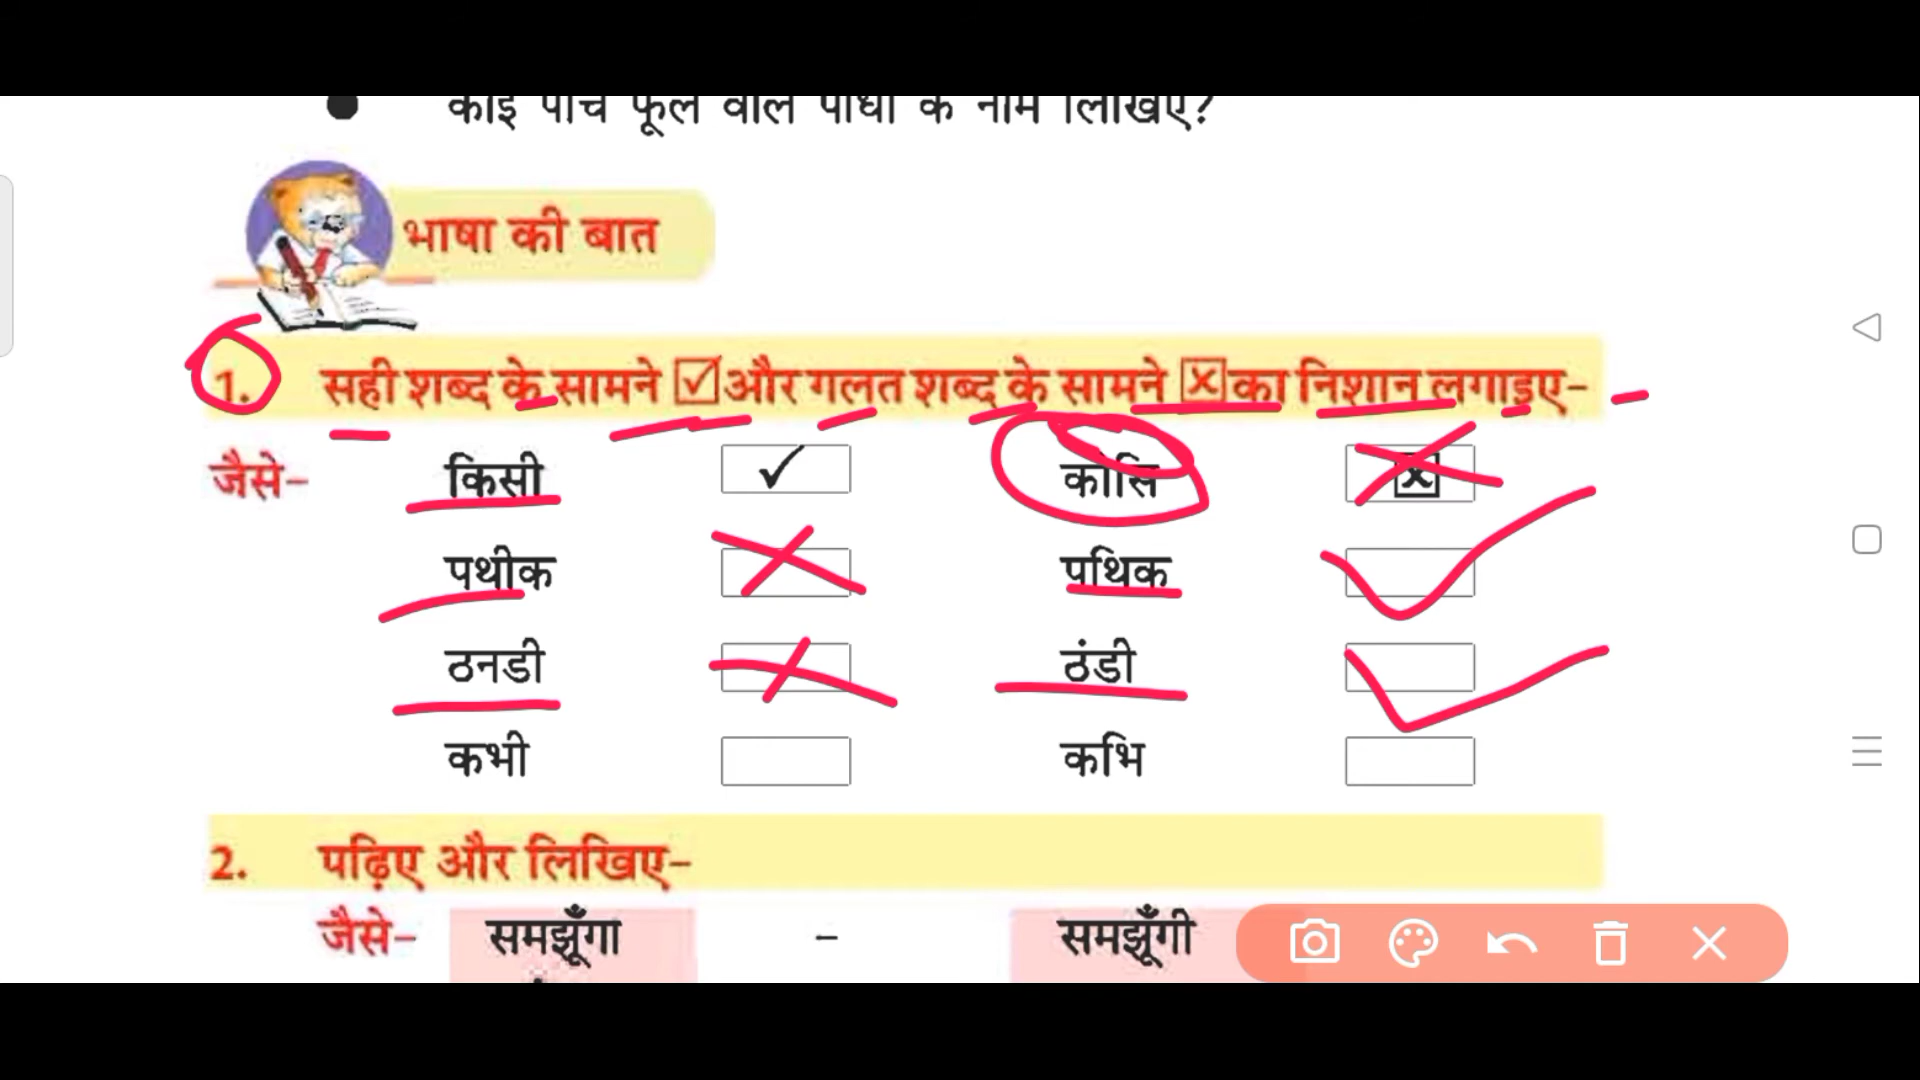 कोई पाँच फूल वाले पौधों के नाम लिखिए?
भाषा की बात
1. सही शब्द के सामने ☑ और गलत शब्द के सामने ☒ का निशान लगाइए–
जैसे– किसी ✓ कोसि ☒
पथीक पथिक
ठनडी ठंडी
कभी कभि
2. पढ़िए और लिखिए–
जैसे– समझूँगा – समझूँगी